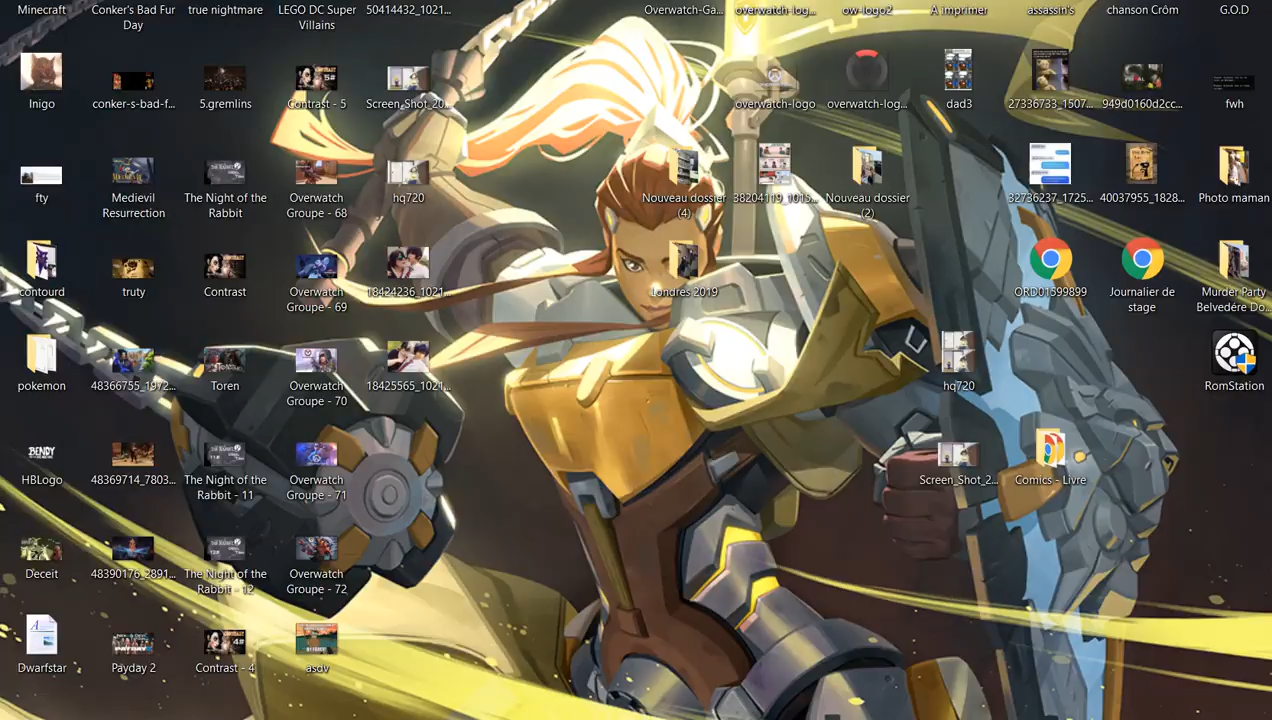 Minecraft
Conker's Bad Fur
Day
true nightmare
LEGO DC Super
Villains
50414432_1021...
Overwatch-Ga...
overwatch-log...
ow-logo2
A imprimer
assassin's
chanson Crôm
G.O.D
Inigo
conker-s-bad-f...
5.gremlins
Contrast - 5
Screen_Shot_20...
overwatch-logo
overwatch-log...
dad3
27336733_1507...
949d0160d2cc...
fwh
fty
Medievil
Resurrection
The Night of the
Rabbit
Overwatch
Groupe - 68
hq720
Nouveau dossier
(4)
38204119_1015...
Nouveau dossier
(2)
32736237_1725...
40037955_1828...
Photo maman
contourd
truty
Contrast
Overwatch
Groupe - 69
18424236_1021...
Londres 2019
ORD01599899
Journalier de
stage
Murder Party
Belvedére Do...
pokemon
48366755_1972...
Toren
Overwatch
Groupe - 70
18425565_1021...
hq720
RomStation
BENDY
HBLogo
48369714_7803...
The Night of the
Rabbit - 11
Overwatch
Groupe - 71
Screen_Shot_2...
Comics - Livre
Deceit
48390176_2891...
The Night of the
Rabbit - 12
Overwatch
Groupe - 72
Dwarfstar
Payday 2
Contrast - 4
asdv